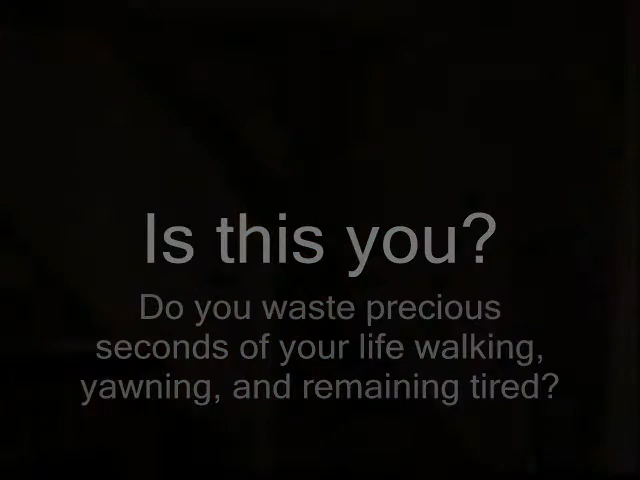 Is this you?
Do you waste precious
seconds of your life walking,
yawning, and remaining tired?